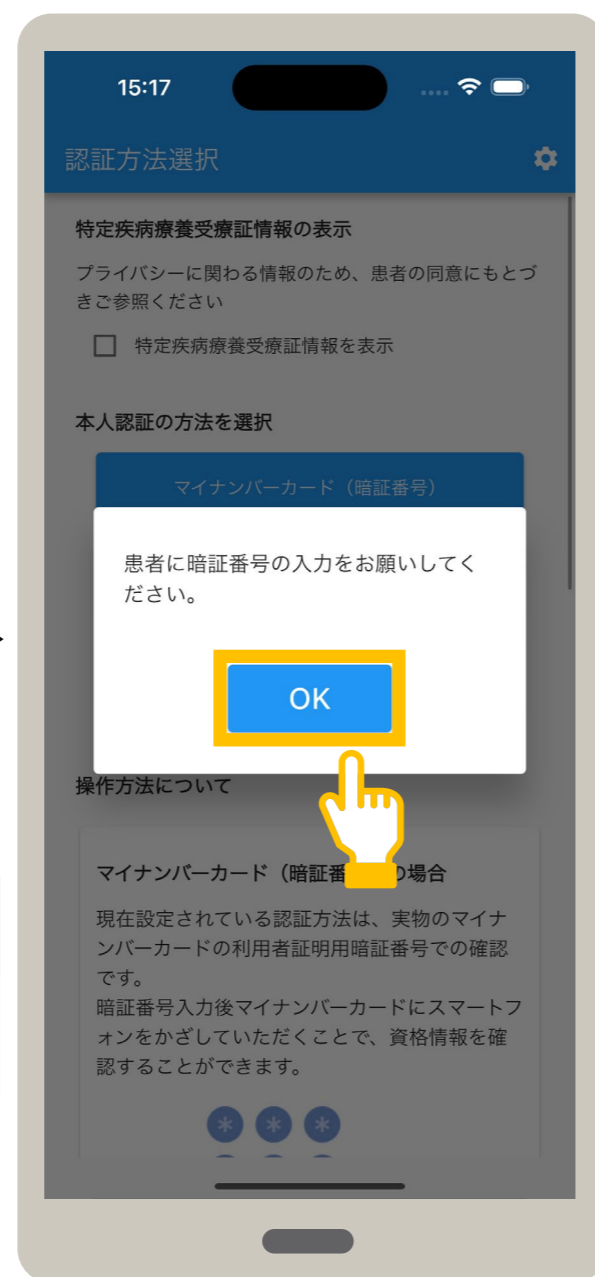 15:17
認証方法選択
特定疾病療養受療証情報の表示
プライバシーに関わる情報のため、患者の同意にもとづ
きご参照ください
特定疾病療養受療証情報を表示
本人認証の方法を選択
マイナンバーカード（暗証番号）
患者に暗証番号の入力をお願いしてく
ださい。
OK
操作方法について
マイナンバーカード（暗証番 の場合
現在設定されている認証方法は、実物のマイナ
ンバーカードの利用者証明用暗証番号での確認
です。
暗証番号入力後マイナンバーカードにスマートフ
ォンをかざしていただくことで、資格情報を確
認することができます。
* * *